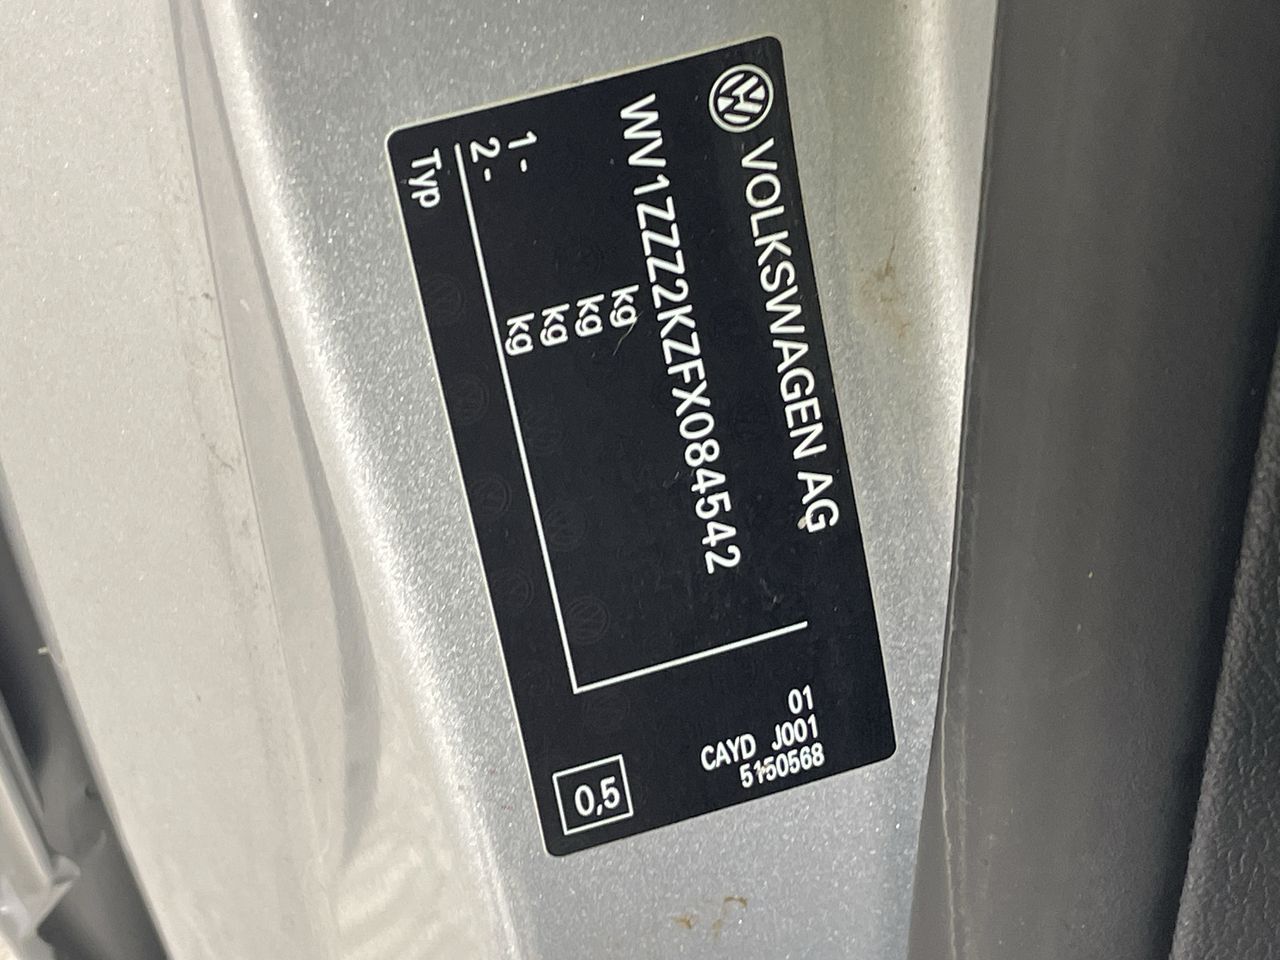 VOLKSWAGEN AG
WV1ZZZ2KZFX084542
kg
kg
1- kg
2- kg
Typ
01
CAYD J001
5150568
0,5